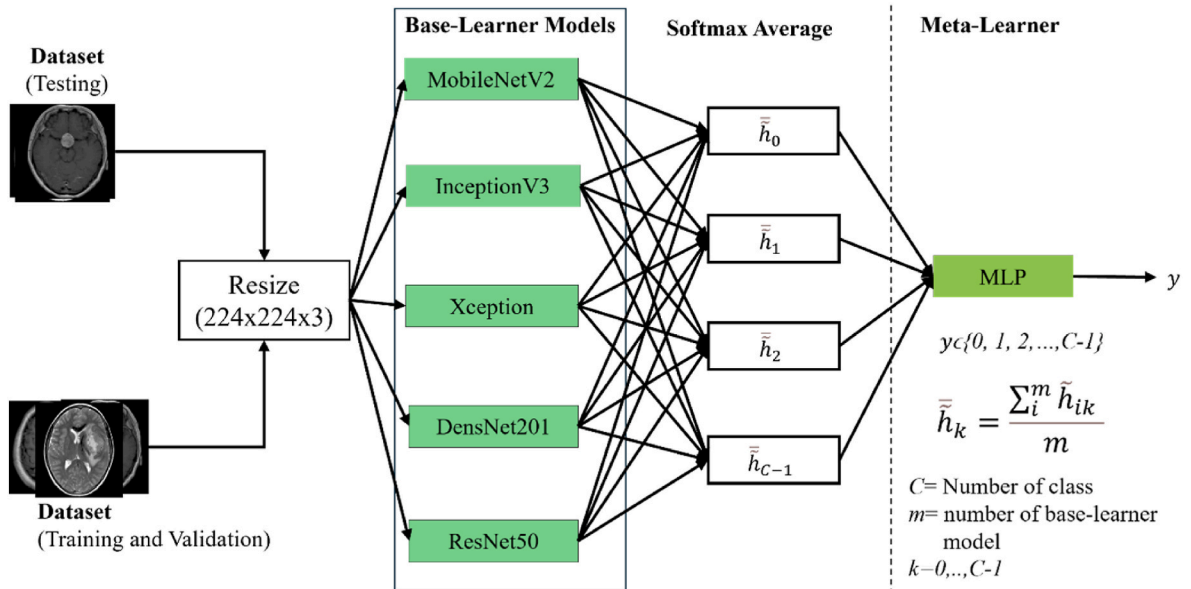 Dataset
(Testing)
Resize
(224x224x3)
Dataset
(Training and Validation)
Base-Learner Models
MobileNetV2
InceptionV3
Xception
DensNet201
ResNet50
Softmax Average
h̿̃₀
h̿̃₁
h̿̃₂
h̿̃_{C−1}
Meta-Learner
MLP
y
yϵ{0, 1, 2,...,C-1}
h̿̃ₖ = ∑ᵢᵐ h̃ᵢₖ / m
C= Number of class
m= number of base-learner
model
k=0,..,C-1